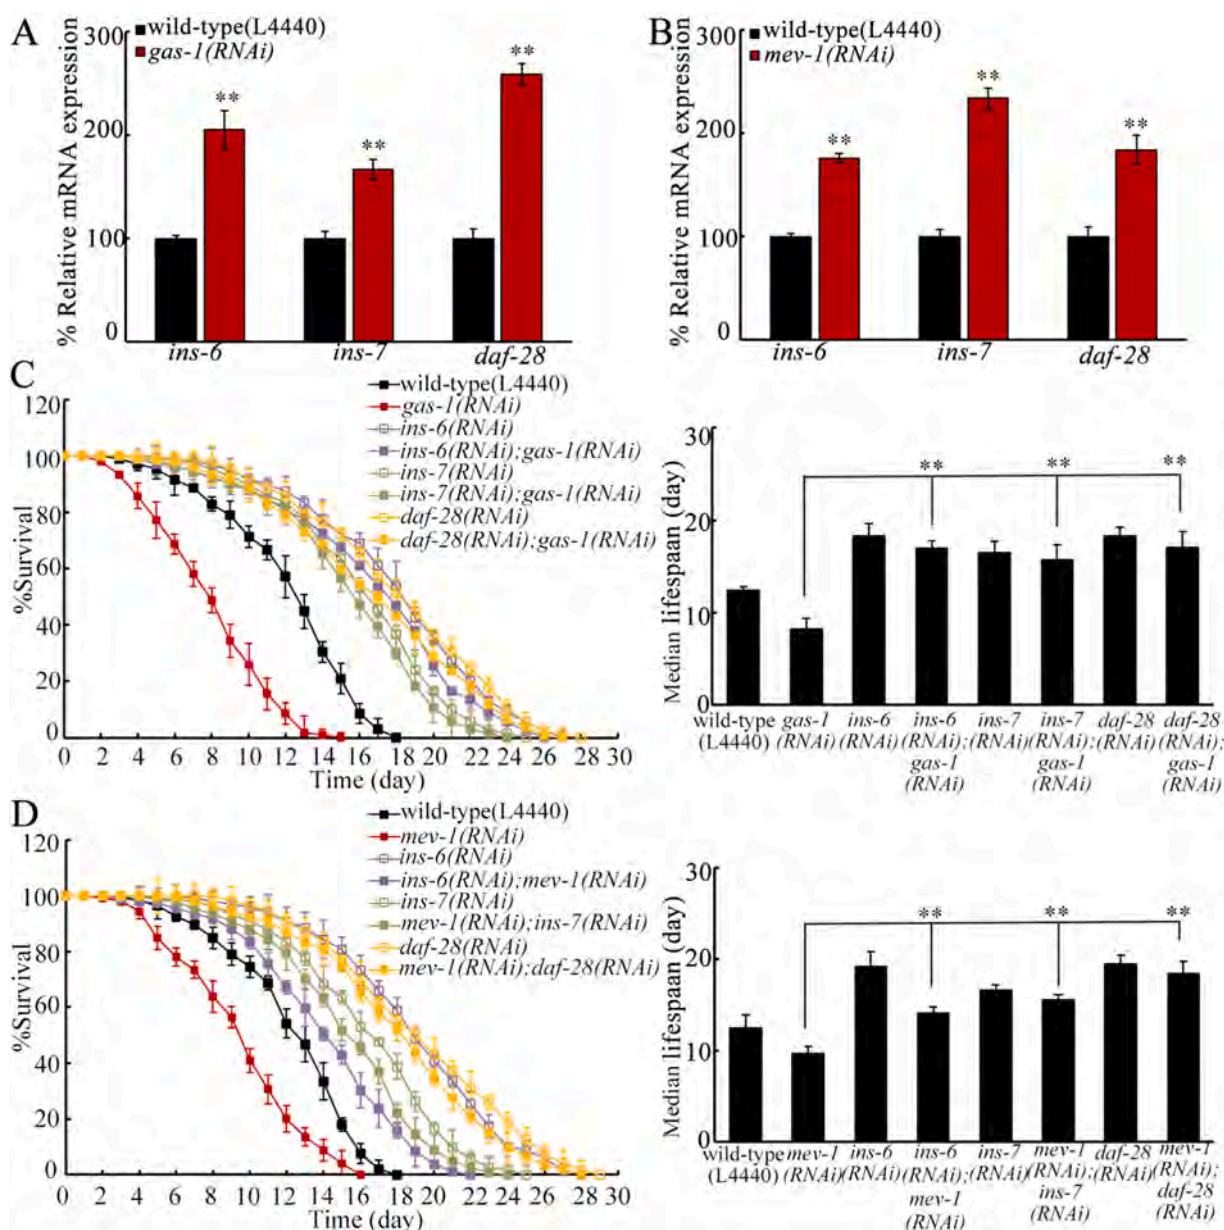 A
300
200
100
0
% Relative mRNA expression
wild-type(L4440)
gas-1(RNAi)
**
**
**
ins-6
ins-7
daf-28
B
300
200
100
0
% Relative mRNA expression
wild-type(L4440)
mev-1(RNAi)
**
**
**
ins-6
ins-7
daf-28
C
120
100
80
60
40
20
0
%Survival
wild-type(L4440)
gas-1(RNAi)
ins-6(RNAi)
ins-6(RNAi);gas-1(RNAi)
ins-7(RNAi)
ins-7(RNAi);gas-1(RNAi)
daf-28(RNAi)
daf-28(RNAi);gas-1(RNAi)
0 2 4 6 8 10 12 14 16 18 20 22 24 26 28 30
Time (day)
30
20
10
0
Median lifespaan (day)
**
**
**
wild-type gas-1 ins-6 ins-6 ins-7 ins-7 daf-28 daf-28
(L4440) (RNAi) (RNAi) (RNAi); (RNAi) (RNAi); (RNAi) (RNAi);
gas-1 gas-1 gas-1
(RNAi) (RNAi) (RNAi)
D
120
100
80
60
40
20
0
%Survival
wild-type(L4440)
mev-1(RNAi)
ins-6(RNAi)
ins-6(RNAi);mev-1(RNAi)
ins-7(RNAi)
mev-1(RNAi);ins-7(RNAi)
daf-28(RNAi)
mev-1(RNAi);daf-28(RNAi)
0 2 4 6 8 10 12 14 16 18 20 22 24 26 28 30
Time (day)
30
20
10
0
Median lifespaan (day)
**
**
**
wild-type mev-1 ins-6 ins-6 ins-7 mev-1 daf-28 mev-1
(L4440) (RNAi) (RNAi) (RNAi); (RNAi) (RNAi); (RNAi) (RNAi);
mev-1 ins-7 daf-28
(RNAi) (RNAi) (RNAi)